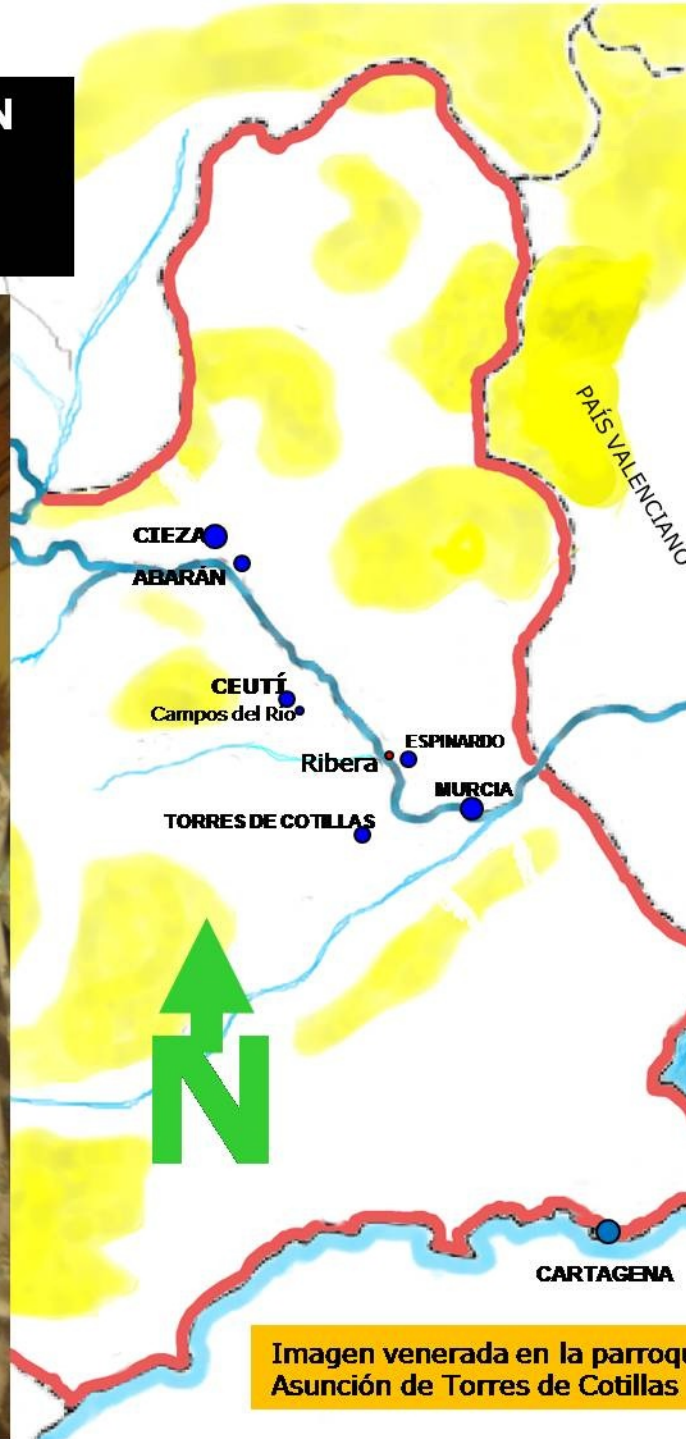 N
PAÍS VALENCIANO
CIEZA
ABARÁN
CEUTÍ
Campos del Rio
ESPINARDO
Ribera
MURCIA
TORRES DE COTILLAS
N
CARTAGENA
Imagen venerada en la parroqu
Asunción de Torres de Cotillas